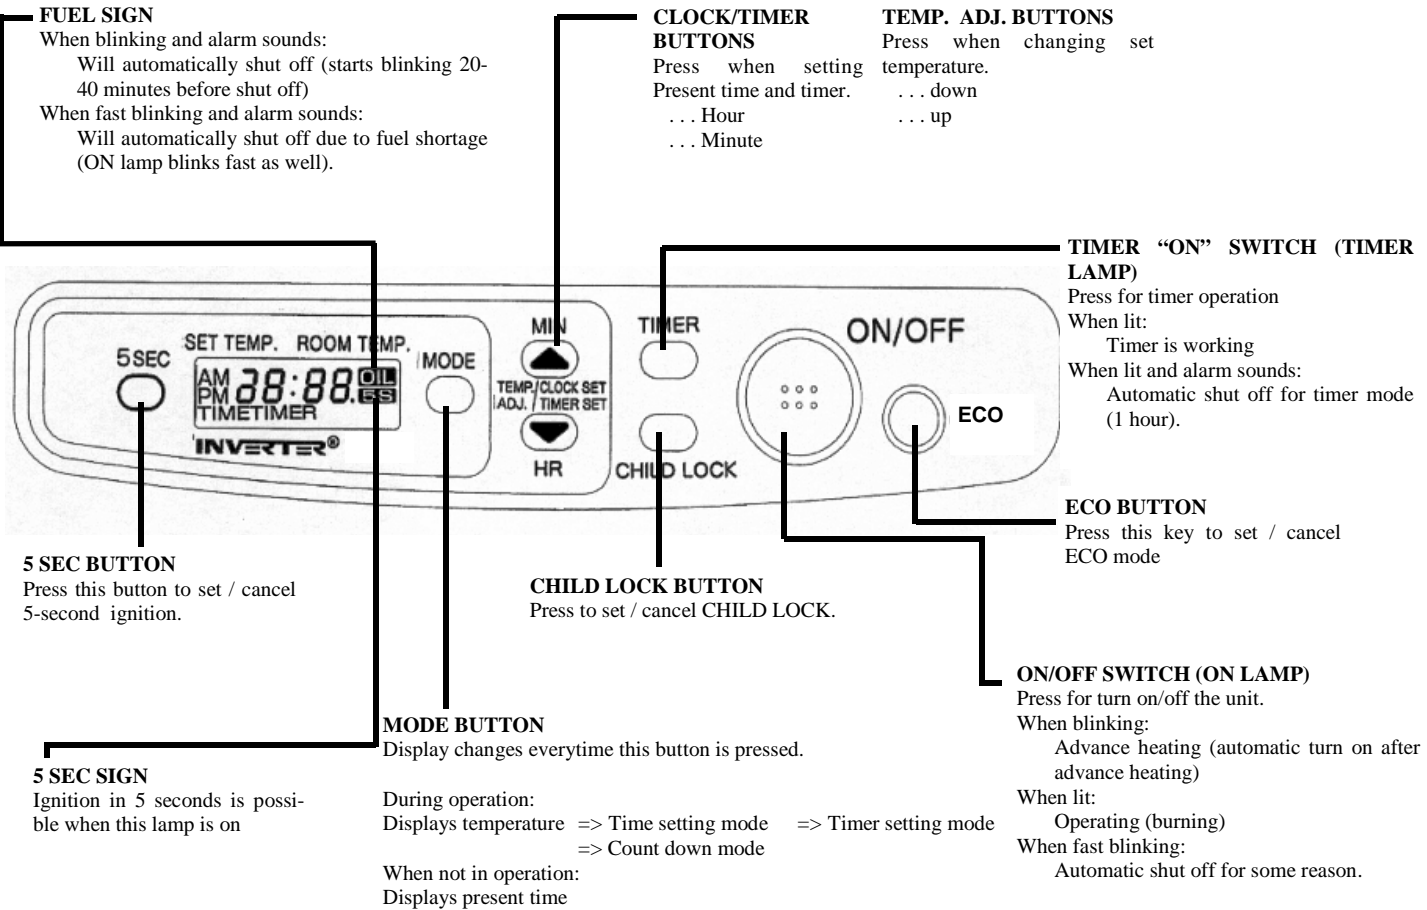 FUEL SIGN
When blinking and alarm sounds:
Will automatically shut off (starts blinking 20-
40 minutes before shut off)
When fast blinking and alarm sounds:
Will automatically shut off due to fuel shortage
(ON lamp blinks fast as well).
CLOCK/TIMER
BUTTONS
Press when setting
Present time and timer.
. . . Hour
. . . Minute
TEMP. ADJ. BUTTONS
Press when changing set
temperature.
. . . down
. . . up
TIMER “ON” SWITCH (TIMER
LAMP)
Press for timer operation
When lit:
Timer is working
When lit and alarm sounds:
Automatic shut off for timer mode
(1 hour).
5 SEC
SET TEMP. ROOM TEMP.
AM 38:88. OIL
PM 5S
TIMETIMER
INVERTER®
MODE
MIN
TEMP./CLOCK SET
ADJ. / TIMER SET
HR
TIMER
CHILD LOCK
ON/OFF
ECO
ECO BUTTON
Press this key to set / cancel
ECO mode
5 SEC BUTTON
Press this button to set / cancel
5-second ignition.
CHILD LOCK BUTTON
Press to set / cancel CHILD LOCK.
ON/OFF SWITCH (ON LAMP)
Press for turn on/off the unit.
When blinking:
Advance heating (automatic turn on after
advance heating)
When lit:
Operating (burning)
When fast blinking:
Automatic shut off for some reason.
MODE BUTTON
Display changes everytime this button is pressed.
During operation:
Displays temperature => Time setting mode => Timer setting mode
=> Count down mode
When not in operation:
Displays present time
5 SEC SIGN
Ignition in 5 seconds is possi-
ble when this lamp is on